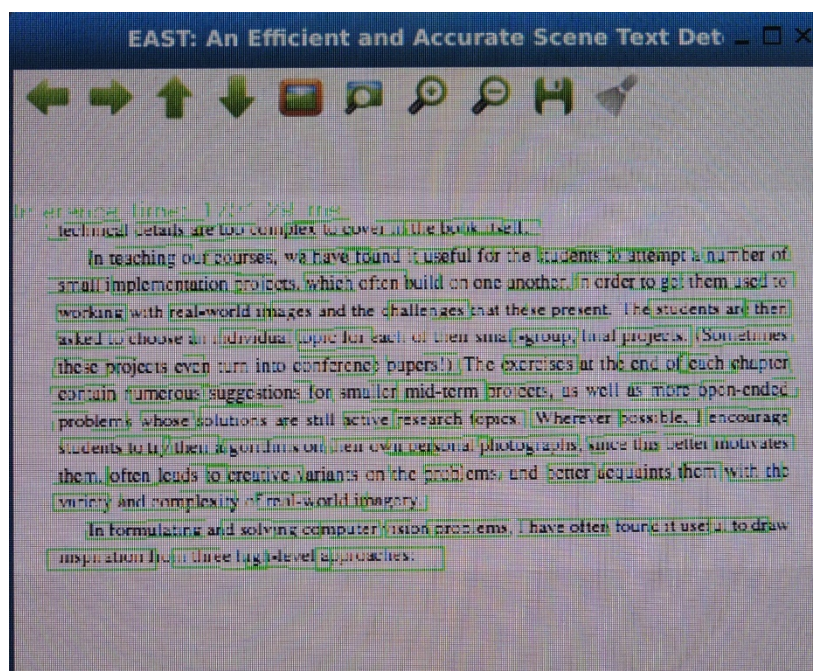 EAST: An Efficient and Accurate Scene Text Det
technical details are too complex to cover in the book itself.
In teaching our courses, we have found it useful for the students to attempt a number of
small implementation projects, which often build on one another, in order to get them used to
working with real-world images and the challenges that these present. The students are then
asked to choose an individual topic for each of their small-group, final projects. (Sometimes
these projects even turn into conference papers!) The exercises at the end of each chapter
contain numerous suggestions for smaller mid-term projects, as well as more open-ended
problems whose solutions are still active research topics. Wherever possible, I encourage
students to try their algorithms on their own personal photographs, since this better motivates
them, often leads to creative variants on the problems, and better acquaints them with the
variety and complexity of real-world imagery.
In formulating and solving computer vision problems, I have often found it useful to draw
inspiration from three high-level approaches: